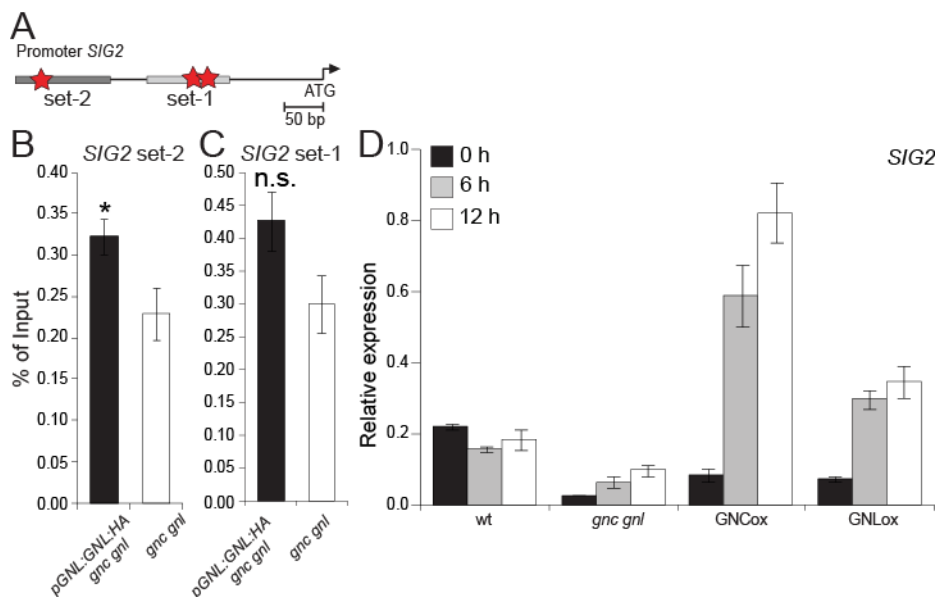 A
Promoter SIG2
set-2
set-1
ATG
50 bp
B
SIG2 set-2
% of Input
0.40
0.35
0.30
0.25
0.20
0.15
0.10
0.05
0.00
*
pGNL:GNL:HA
gnc gnl
gnc gnl
C
SIG2 set-1
0.50
0.45
0.40
0.35
0.30
0.25
0.20
0.15
0.10
0.05
0.00
n.s.
pGNL:GNL:HA
gnc gnl
gnc gnl
D
SIG2
0 h
6 h
12 h
Relative expression
1.0
0.8
0.6
0.4
0.2
0.0
wt
gnc gnl
GNCox
GNLox